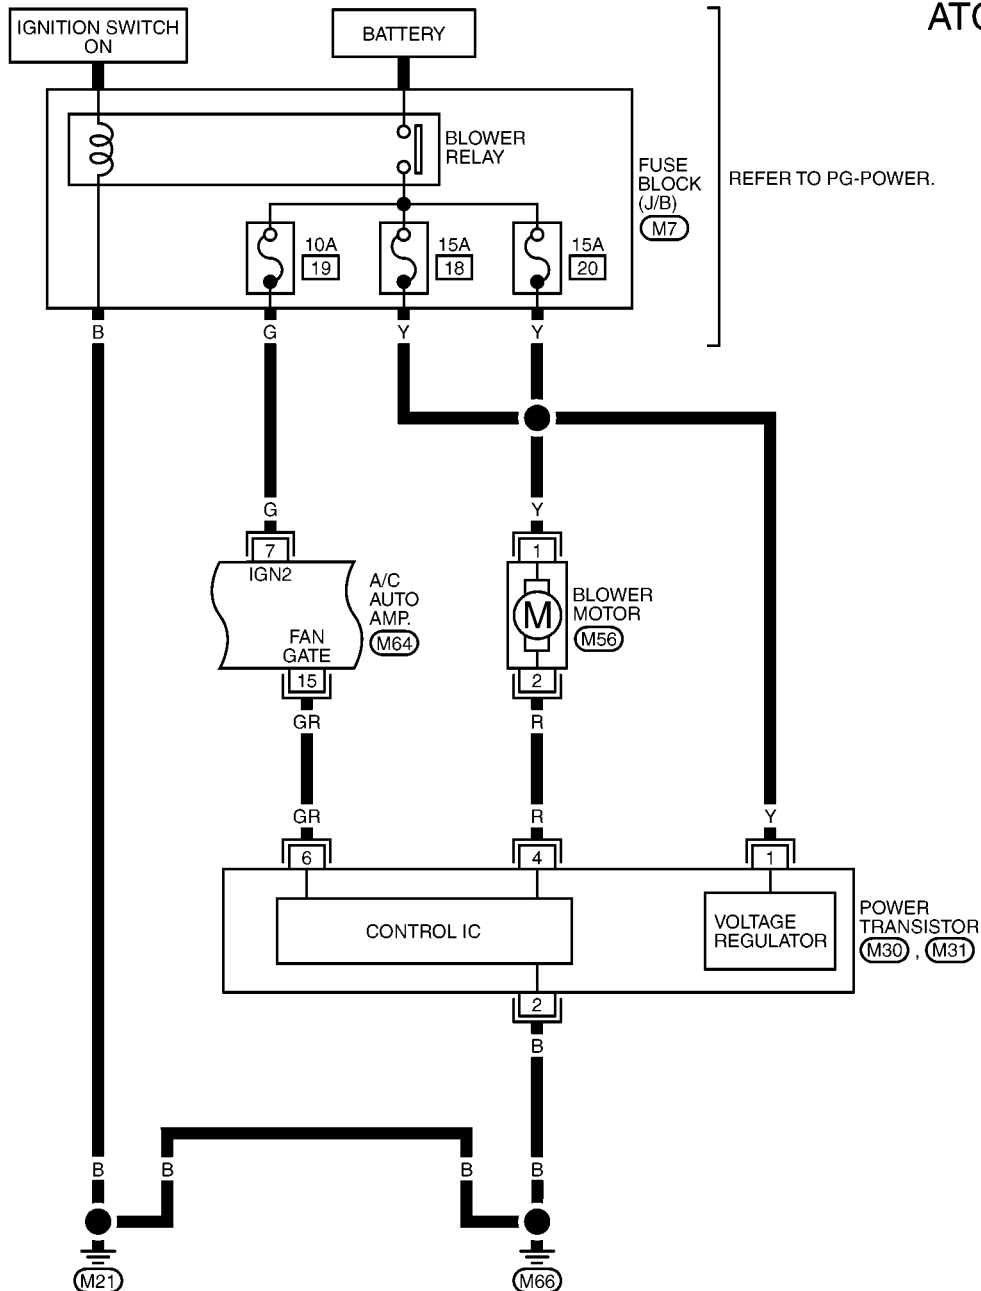 ATC
IGNITION SWITCH
ON
BATTERY
BLOWER
RELAY
FUSE
BLOCK
(J/B)
M7
REFER TO PG-POWER.
10A
19
15A
18
15A
20
B
G
Y
Y
G
Y
7
IGN2
A/C
AUTO
AMP.
M64
FAN
GATE
15
1
M
BLOWER
MOTOR
M56
2
GR
R
GR
R
Y
6
4
1
CONTROL IC
VOLTAGE
REGULATOR
POWER
TRANSISTOR
M30 , M31
2
B
B
B
B
B
M21
M66